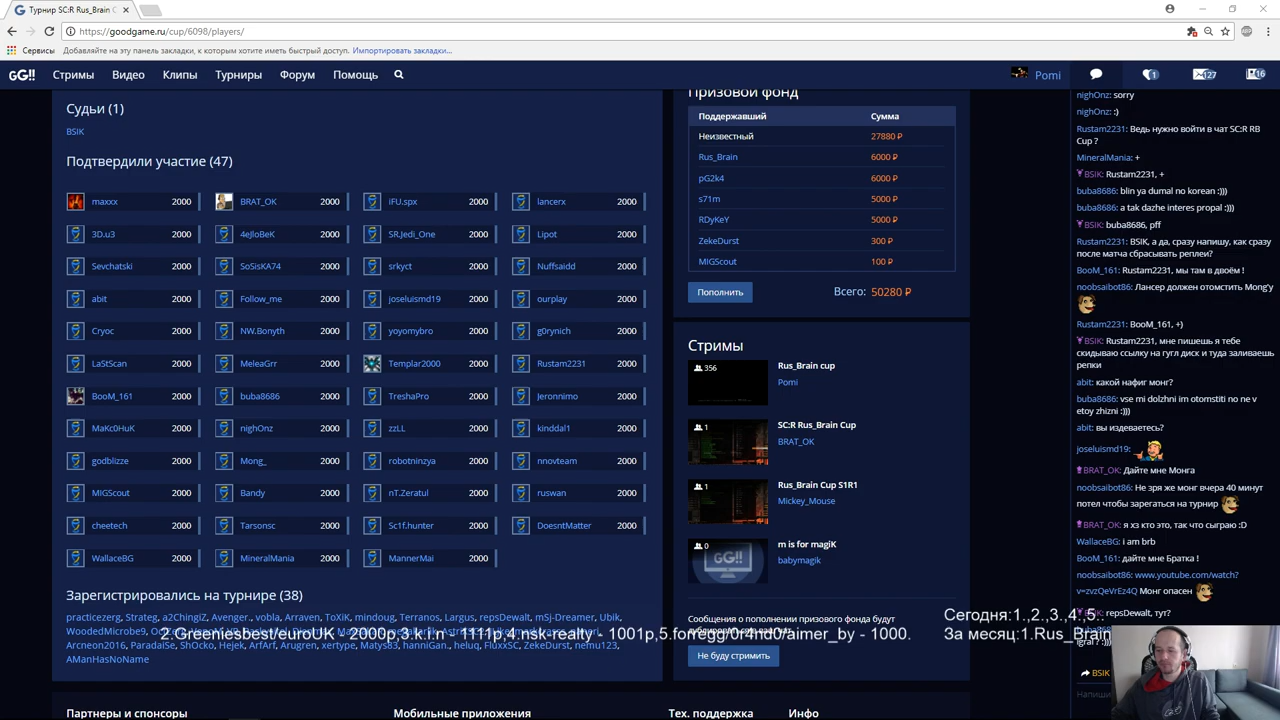 Турнир SC:R Rus_Brain C
https://goodgame.ru/cup/6098/players/
Сервисы Добавляйте на эту панель закладки, к которым хотите иметь быстрый доступ. Импортировать закладки...
GG!! Стримы Видео Клипы Турниры Форум Помощь Pomi 1 127 16
Судьи (1)
BSIK
Подтвердили участие (47)
maxxx 2000 BRAT_OK 2000 iFU.spx 2000 lancerx 2000
3D.u3 2000 4eJIoBeK 2000 SR.Jedi_One 2000 Lipot 2000
Sevchatski 2000 SoSisKA74 2000 srkyct 2000 Nuffsaidd 2000
abit 2000 Follow_me 2000 joseluismd19 2000 ourplay 2000
Cryoc 2000 NW.Bonyth 2000 yoyomybro 2000 g0rynich 2000
LaStScan 2000 MeleaGrr 2000 Templar2000 2000 Rustam2231 2000
BooM_161 2000 buba8686 2000 TreshaPro 2000 Jeronnimo 2000
MaKc0HuK 2000 nighOnz 2000 zzLL 2000 kinddal1 2000
godblizze 2000 Mong_ 2000 robotninzya 2000 nnovteam 2000
MIGScout 2000 Bandy 2000 nT.Zeratul 2000 ruswan 2000
cheetech 2000 Tarsonsc 2000 Sc1f.hunter 2000 DoesntMatter 2000
WallaceBG 2000 MineralMania 2000 MannerMai 2000
Зарегистрировались на турнире (38)
practicezerg, Strateg, a2ChingiZ, Avenger., vobla, Arraven, ToXiK, mindoug, Terranos, Largus, repsDewalt, mSj-Dreamer, Ubik,
WoodedMicrobe9,
Arcneon2016, ParadaiSe, ShOcko, Hejek, ArfArf, Arugren, xertype, Matys83, hanniGan., heluq, FluxxSC, ZekeDurst, nemu123,
AManHasNoName
Призовой фонд
Поддержавший Сумма
Неизвестный 27880 ₽
Rus_Brain 6000 ₽
pG2k4 6000 ₽
s71m 5000 ₽
RDyKeY 5000 ₽
ZekeDurst 300 ₽
MIGScout 100 ₽
Пополнить Всего: 50280 ₽
Стримы
356 Rus_Brain cup
Pomi
1 SC:R Rus_Brain Cup
BRAT_OK
1 Rus_Brain Cup S1R1
Mickey_Mouse
0 m is for magiK
babymagik
GG!!
Сообщения о пополнении призового фонда будут
Не буду стримить
nighOnz: sorry
nighOnz: :)
Rustam2231: Ведь нужно войти в чат SC:R RB
Cup ?
MineralMania: +
BSIK: Rustam2231, +
buba8686: blin ya dumal no korean :)))
buba8686: a tak dazhe interes propal :)))
BSIK: buba8686, pff
Rustam2231: BSIK, а да, сразу напишу, как сразу
после матча сбрасывать реплеи?
BooM_161: Rustam2231, мы там в двоём !
noobsaibot86: Лансер должен отомстить Mong'у
Rustam2231: BooM_161, +)
BSIK: Rustam2231, мне пишешь я тебе
скидываю ссылку на гугл диск и туда заливаешь
репки
abit: какой нафиг монг?
buba8686: vse mi dolzhni im otomstiti no ne v
etoy zhizni :)))
abit: вы издеваетесь?
joseluismd19:
BRAT_OK: Дайте мне Монга
noobsaibot86: Не зря же монг вчера 40 минут
потел чтобы зарегаться на турнир
BRAT_OK: я хз кто это, так что сыграю :D
WallaceBG: i am brb
BooM_161: дайте мне Братка !
noobsaibot86: www.youtube.com/watch?
v=zvzQeVrEz4Q Монг опасен
BSIK: repsDewalt, тут?
BSIK
Сегодня:1.,2.,3.,4.,5..
За месяц:1.Rus_Brain
Партнеры и спонсоры Мобильные приложения Тех. поддержка Инфо